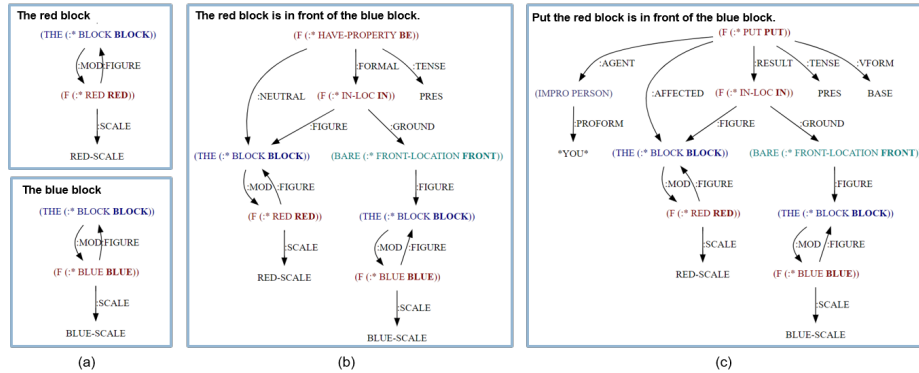 The red block
(THE (:* BLOCK BLOCK))
:MOD :FIGURE
(F (:* RED RED))
:SCALE
RED-SCALE
The blue block
(THE (:* BLOCK BLOCK))
:MOD :FIGURE
(F (:* BLUE BLUE))
:SCALE
BLUE-SCALE
(a)
The red block is in front of the blue block.
(F (:* HAVE-PROPERTY BE))
:NEUTRAL :FORMAL :TENSE
(F (:* IN-LOC IN)) PRES
:FIGURE :GROUND
(THE (:* BLOCK BLOCK)) (BARE (:* FRONT-LOCATION FRONT))
:MOD :FIGURE :FIGURE
(F (:* RED RED)) (THE (:* BLOCK BLOCK))
:SCALE :MOD :FIGURE
RED-SCALE (F (:* BLUE BLUE))
:SCALE
BLUE-SCALE
(b)
Put the red block is in front of the blue block.
(F (:* PUT PUT))
:AGENT :RESULT :TENSE :VFORM
(IMPRO PERSON) :AFFECTED (F (:* IN-LOC IN)) PRES BASE
:PROFORM :FIGURE :GROUND
*YOU* (THE (:* BLOCK BLOCK)) (BARE (:* FRONT-LOCATION FRONT))
:MOD :FIGURE :FIGURE
(F (:* RED RED)) (THE (:* BLOCK BLOCK))
:SCALE :MOD :FIGURE
RED-SCALE (F (:* BLUE BLUE))
:SCALE
BLUE-SCALE
(c)